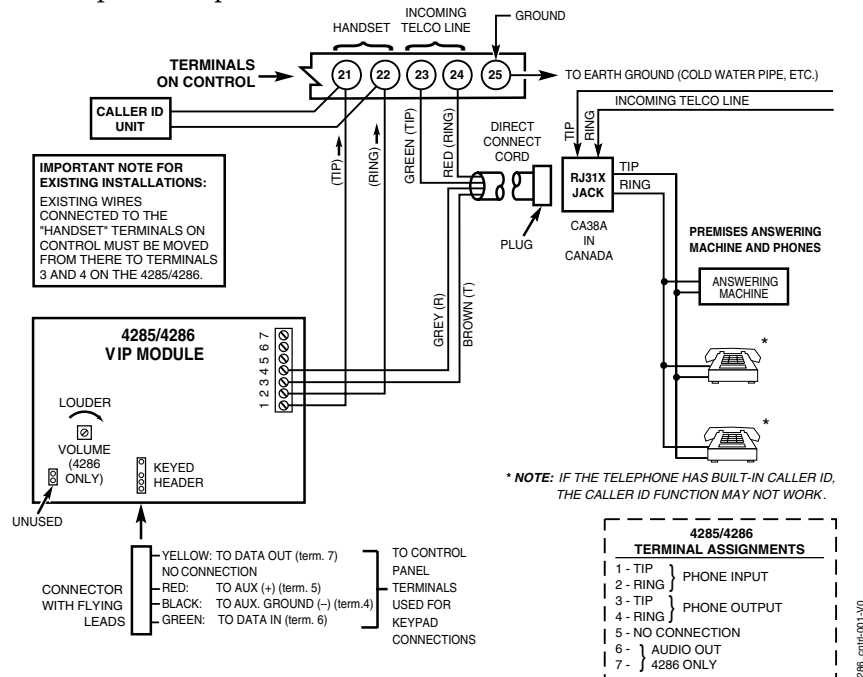 HANDSET
INCOMING
TELCO LINE
GROUND
TERMINALS
ON CONTROL
21 22 23 24 25
TO EARTH GROUND (COLD WATER PIPE, ETC.)
CALLER ID
UNIT
INCOMING TELCO LINE
TIP
RING
(TIP)
(RING)
GREEN (TIP)
RED (RING)
DIRECT
CONNECT
CORD
PLUG
RJ31X
JACK
TIP
RING
CA38A
IN
CANADA
IMPORTANT NOTE FOR
EXISTING INSTALLATIONS:
EXISTING WIRES
CONNECTED TO THE
"HANDSET" TERMINALS ON
CONTROL MUST BE MOVED
FROM THERE TO TERMINALS
3 AND 4 ON THE 4285/4286.
PREMISES ANSWERING
MACHINE AND PHONES
ANSWERING
MACHINE
GREY (R)
BROWN (T)
4285/4286
VIP MODULE
1 2 3 4 5 6 7
LOUDER
VOLUME
(4286
ONLY)
UNUSED
KEYED
HEADER
*
*
* NOTE: IF THE TELEPHONE HAS BUILT-IN CALLER ID,
THE CALLER ID FUNCTION MAY NOT WORK.
CONNECTOR
WITH FLYING
LEADS
YELLOW: TO DATA OUT (term. 7)
NO CONNECTION
RED: TO AUX (+) (term. 5)
BLACK: TO AUX. GROUND (–) (term.4)
GREEN: TO DATA IN (term. 6)
TO CONTROL
PANEL
TERMINALS
USED FOR
KEYPAD
CONNECTIONS
4285/4286
TERMINAL ASSIGNMENTS
1 - TIP
2 - RING } PHONE INPUT
3 - TIP
4 - RING } PHONE OUTPUT
5 - NO CONNECTION
6 - } AUDIO OUT
7 - } 4286 ONLY